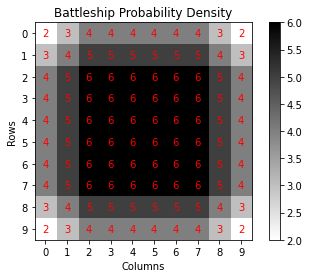 Battleship Probability Density
0 2 3 4 4 4 4 4 4 3 2
1 3 4 5 5 5 5 5 5 4 3
2 4 5 6 6 6 6 6 6 5 4
3 4 5 6 6 6 6 6 6 5 4
4 4 5 6 6 6 6 6 6 5 4
5 4 5 6 6 6 6 6 6 5 4
6 4 5 6 6 6 6 6 6 5 4
7 4 5 6 6 6 6 6 6 5 4
8 3 4 5 5 5 5 5 5 4 3
9 2 3 4 4 4 4 4 4 3 2
0 1 2 3 4 5 6 7 8 9
Rows
Columns
6.0
5.5
5.0
4.5
4.0
3.5
3.0
2.5
2.0